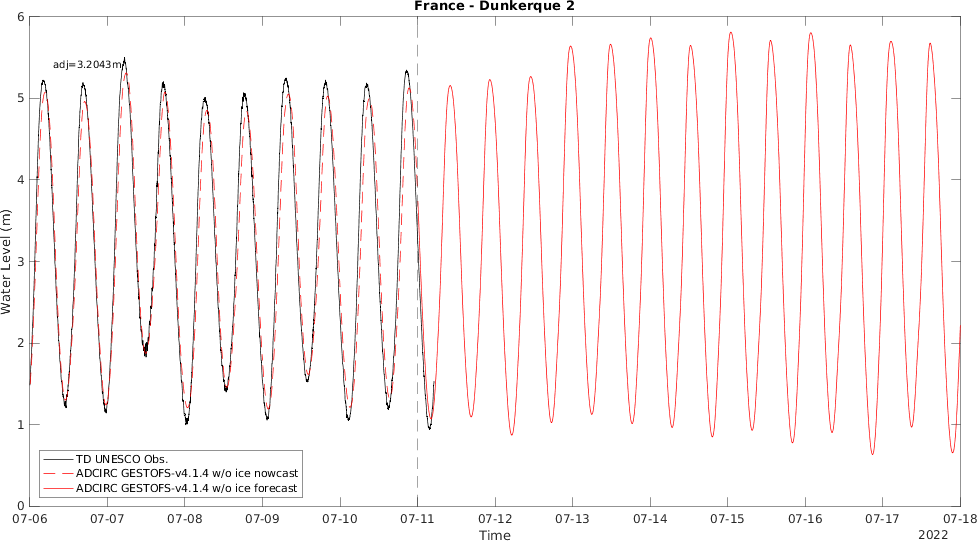 France - Dunkerque 2
6
adj=3.2043m
5
4
3
2
1
0
Water Level (m)
TD UNESCO Obs.
ADCIRC GESTOFS-v4.1.4 w/o ice nowcast
ADCIRC GESTOFS-v4.1.4 w/o ice forecast
07-06 07-07 07-08 07-09 07-10 07-11 07-12 07-13 07-14 07-15 07-16 07-17 07-18
Time
2022